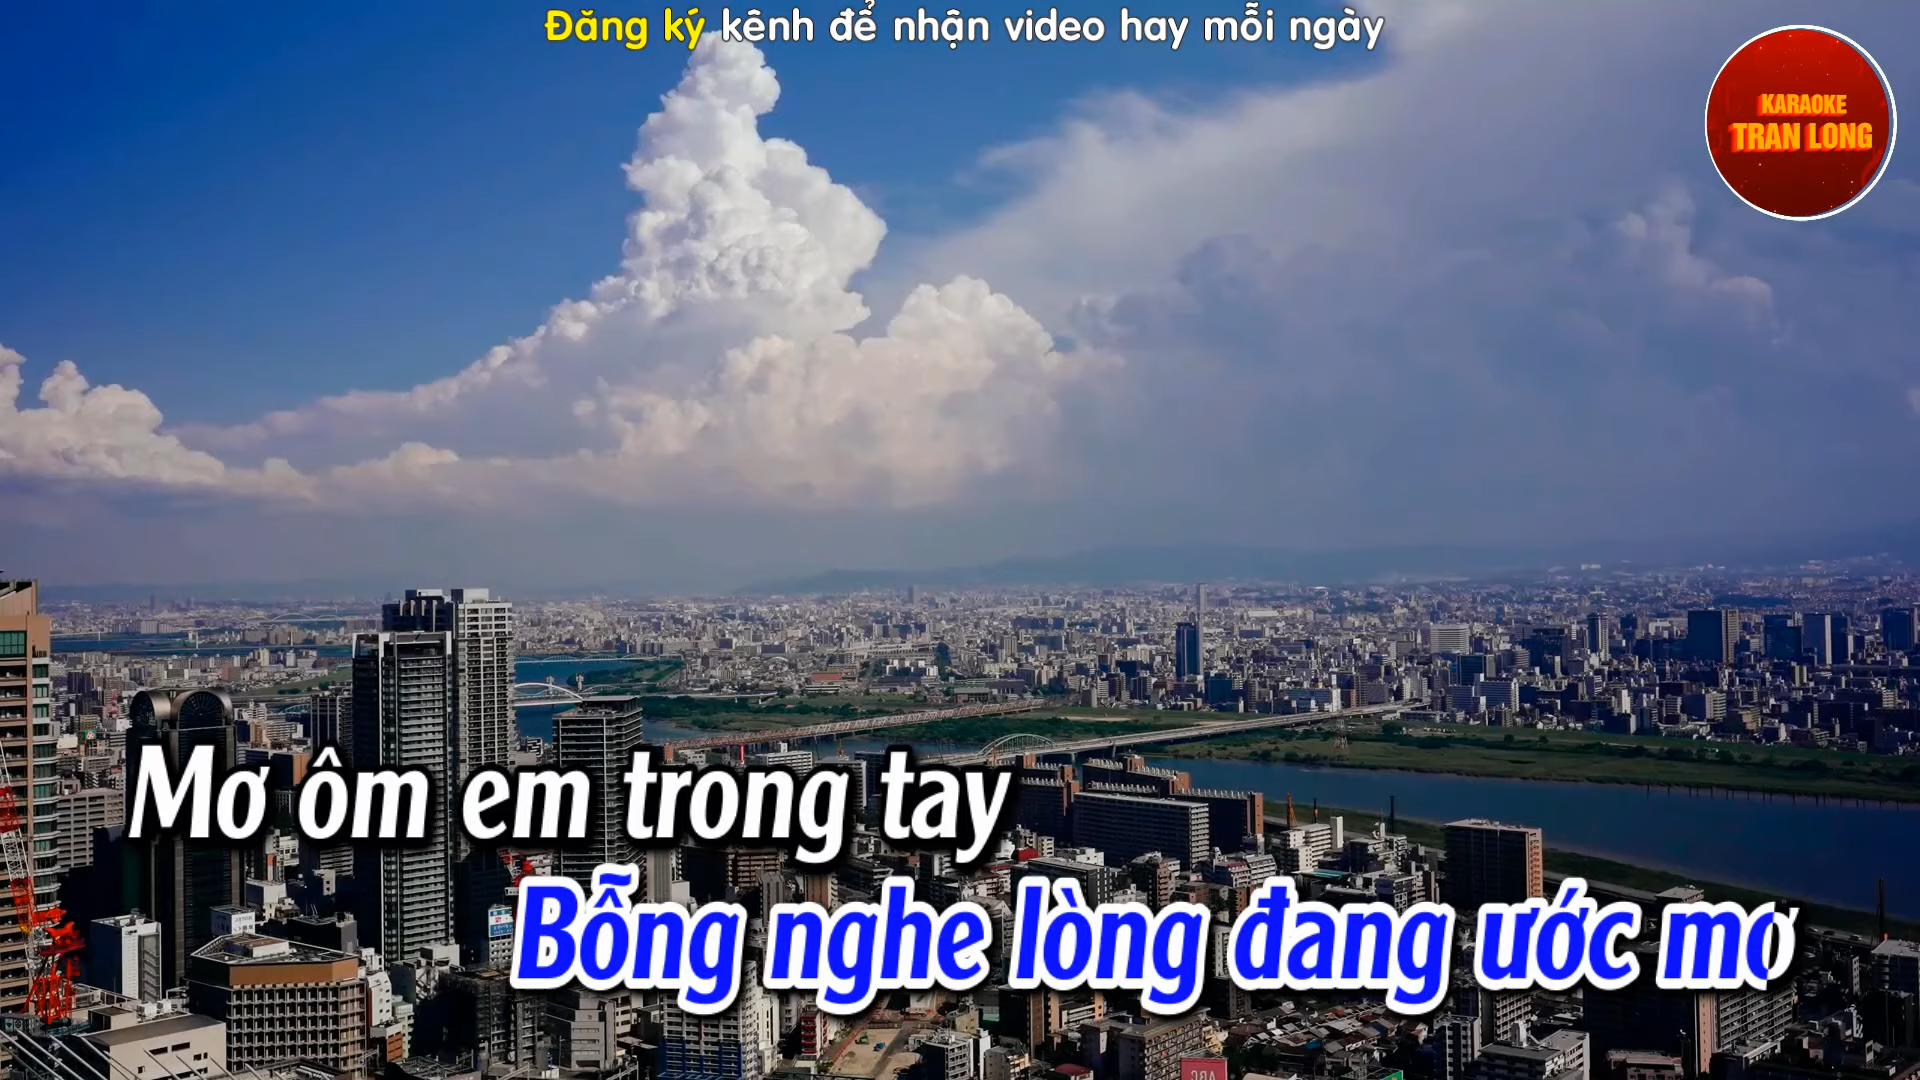 Đăng ký kênh để nhận video hay mỗi ngày
KARAOKE
TRAN LONG
Mơ ôm em trong tay
Bỗng nghe lòng đang ước mơ